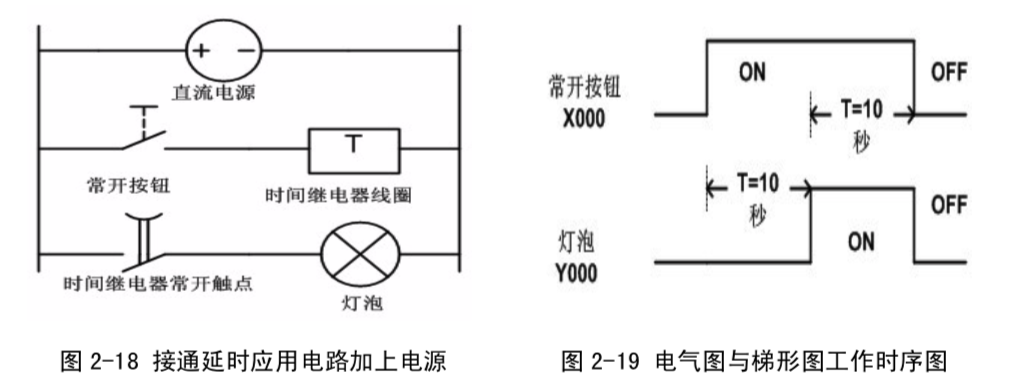 + −
直流电源
T
常开按钮
时间继电器线圈
时间继电器常开触点
灯泡
图 2-18 接通延时应用电路加上电源
常开按钮
X000
ON
OFF
T=10
秒
T=10
秒
灯泡
Y000
ON
OFF
图 2-19 电气图与梯形图工作时序图